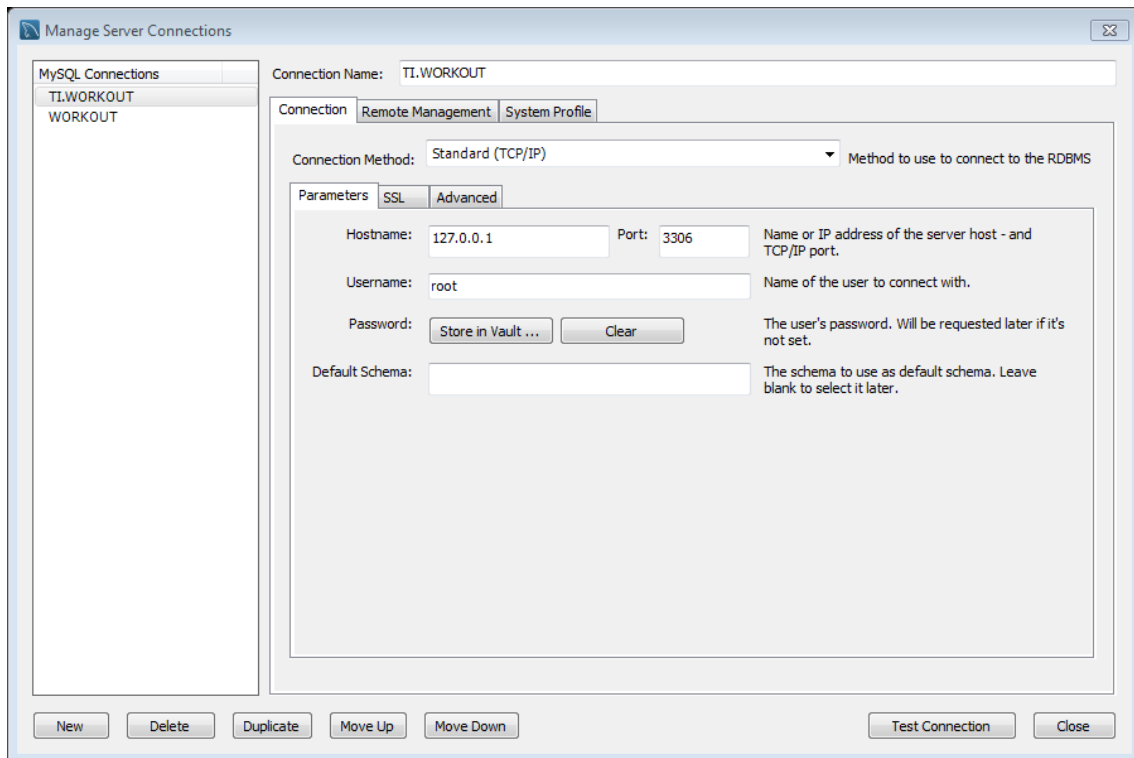 Manage Server Connections
MySQL Connections
TI.WORKOUT
WORKOUT
Connection Name: TI.WORKOUT
Connection Remote Management System Profile
Connection Method: Standard (TCP/IP) Method to use to connect to the RDBMS
Parameters SSL Advanced
Hostname: 127.0.0.1 Port: 3306 Name or IP address of the server host - and
TCP/IP port.
Username: root Name of the user to connect with.
Password: Store in Vault ... Clear The user's password. Will be requested later if it's
not set.
Default Schema: The schema to use as default schema. Leave
blank to select it later.
New Delete Duplicate Move Up Move Down Test Connection Close